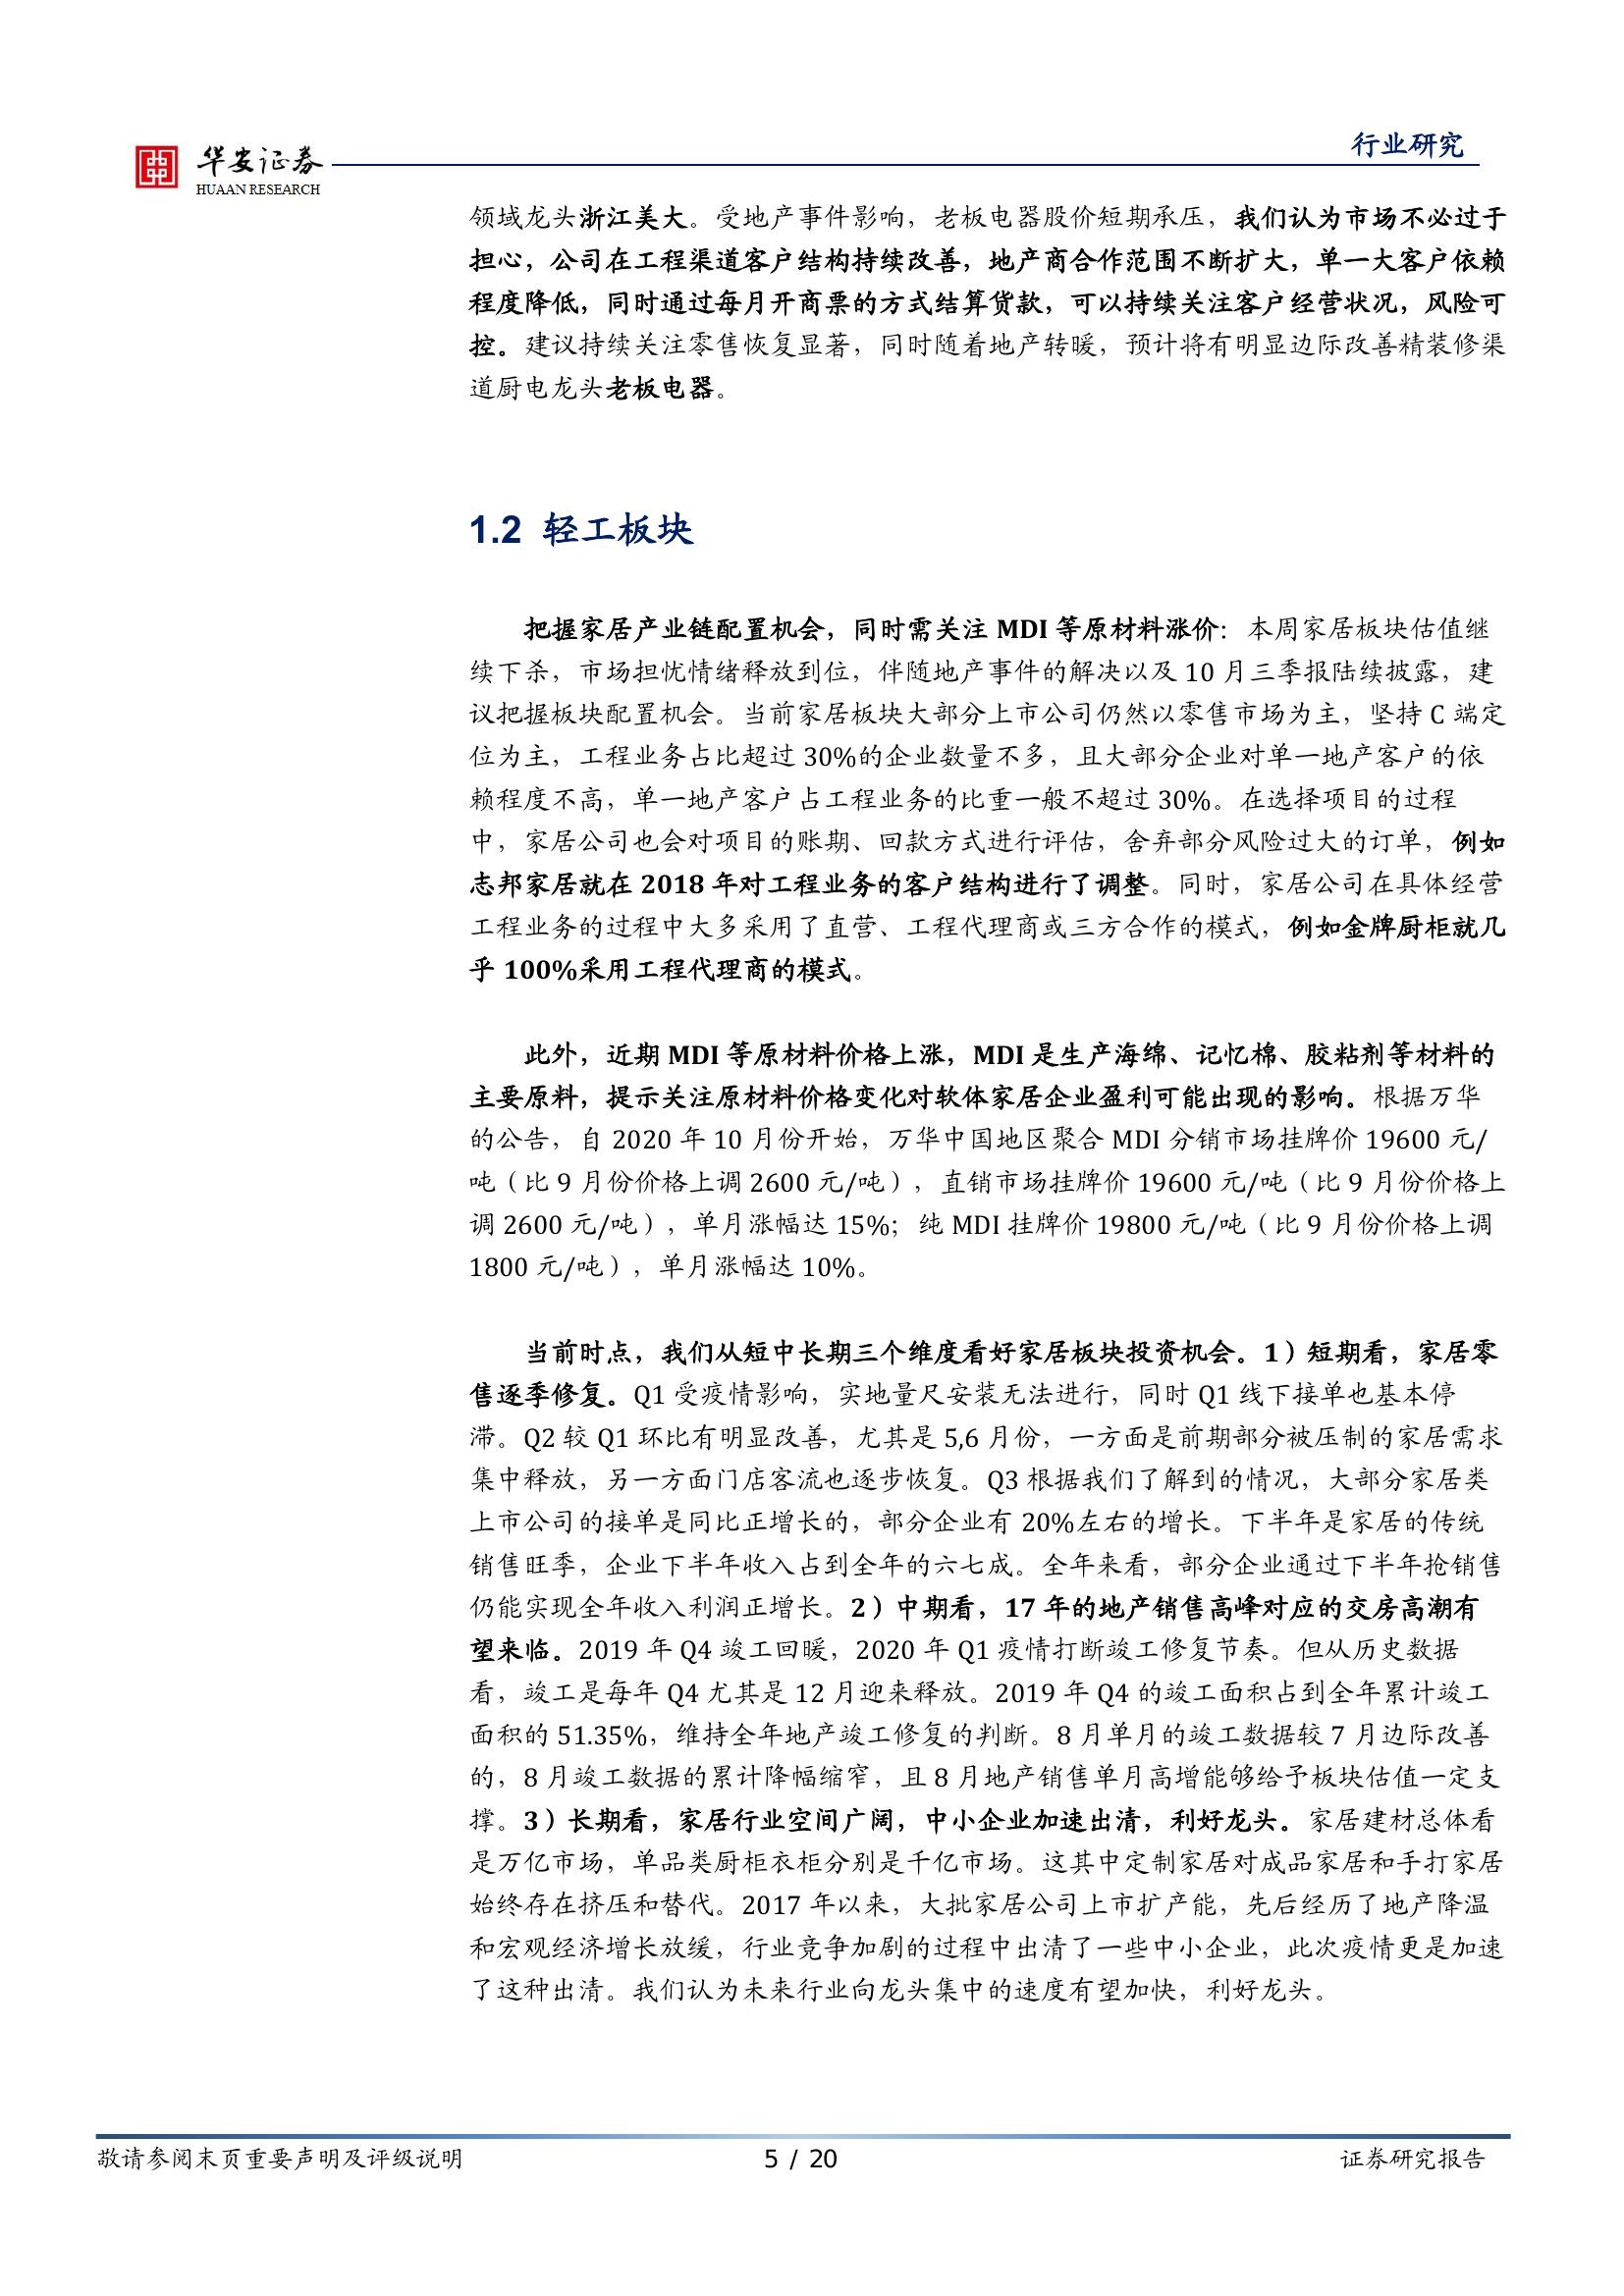 行业研究
华安证券
HUAAN RESEARCH
领域龙头浙江美大。受地产事件影响，老板电器股价短期承压，我们认为市场不必过于
担心，公司在工程渠道客户结构持续改善，地产商合作范围不断扩大，单一大客户依赖
程度降低，同时通过每月开商票的方式结算货款，可以持续关注客户经营状况，风险可
控。建议持续关注零售恢复显著，同时随着地产转暖，预计将有明显边际改善精装修渠
道厨电龙头老板电器。
1.2 轻工板块
把握家居产业链配置机会，同时需关注 MDI 等原材料涨价：本周家居板块估值继
续下杀，市场担忧情绪释放到位，伴随地产事件的解决以及 10 月三季报陆续披露，建
议把握板块配置机会。当前家居板块大部分上市公司仍然以零售市场为主，坚持 C 端定
位为主，工程业务占比超过 30%的企业数量不多，且大部分企业对单一地产客户的依
赖程度不高，单一地产客户占工程业务的比重一般不超过 30%。在选择项目的过程
中，家居公司也会对项目的账期、回款方式进行评估，舍弃部分风险过大的订单，例如
志邦家居就在 2018 年对工程业务的客户结构进行了调整。同时，家居公司在具体经营
工程业务的过程中大多采用了直营、工程代理商或三方合作的模式，例如金牌厨柜就几
乎 100%采用工程代理商的模式。
此外，近期 MDI 等原材料价格上涨，MDI 是生产海绵、记忆棉、胶粘剂等材料的
主要原料，提示关注原材料价格变化对软体家居企业盈利可能出现的影响。根据万华
的公告，自 2020 年 10 月份开始，万华中国地区聚合 MDI 分销市场挂牌价 19600 元/
吨（比 9 月份价格上调 2600 元/吨），直销市场挂牌价 19600 元/吨（比 9 月份价格上
调 2600 元/吨），单月涨幅达 15%；纯 MDI 挂牌价 19800 元/吨（比 9 月份价格上调
1800 元/吨），单月涨幅达 10%。
当前时点，我们从短中长期三个维度看好家居板块投资机会。1）短期看，家居零
售逐季修复。Q1 受疫情影响，实地量尺安装无法进行，同时 Q1 线下接单也基本停
滞。Q2 较 Q1 环比有明显改善，尤其是 5,6 月份，一方面是前期部分被压制的家居需求
集中释放，另一方面门店客流也逐步恢复。Q3 根据我们了解到的情况，大部分家居类
上市公司的接单是同比正增长的，部分企业有 20%左右的增长。下半年是家居的传统
销售旺季，企业下半年收入占到全年的六七成。全年来看，部分企业通过下半年抢销售
仍能实现全年收入利润正增长。2）中期看，17 年的地产销售高峰对应的交房高潮有
望来临。2019 年 Q4 竣工回暖，2020 年 Q1 疫情打断竣工修复节奏。但从历史数据
看，竣工是每年 Q4 尤其是 12 月迎来释放。2019 年 Q4 的竣工面积占到全年累计竣工
面积的 51.35%，维持全年地产竣工修复的判断。8 月单月的竣工数据较 7 月边际改善
的，8 月竣工数据的累计降幅缩窄，且 8 月地产销售单月高增能够给予板块估值一定支
撑。3）长期看，家居行业空间广阔，中小企业加速出清，利好龙头。家居建材总体看
是万亿市场，单品类厨柜衣柜分别是千亿市场。这其中定制家居对成品家居和手打家居
始终存在挤压和替代。2017 年以来，大批家居公司上市扩产能，先后经历了地产降温
和宏观经济增长放缓，行业竞争加剧的过程中出清了一些中小企业，此次疫情更是加速
了这种出清。我们认为未来行业向龙头集中的速度有望加快，利好龙头。
敬请参阅末页重要声明及评级说明
5 / 20
证券研究报告